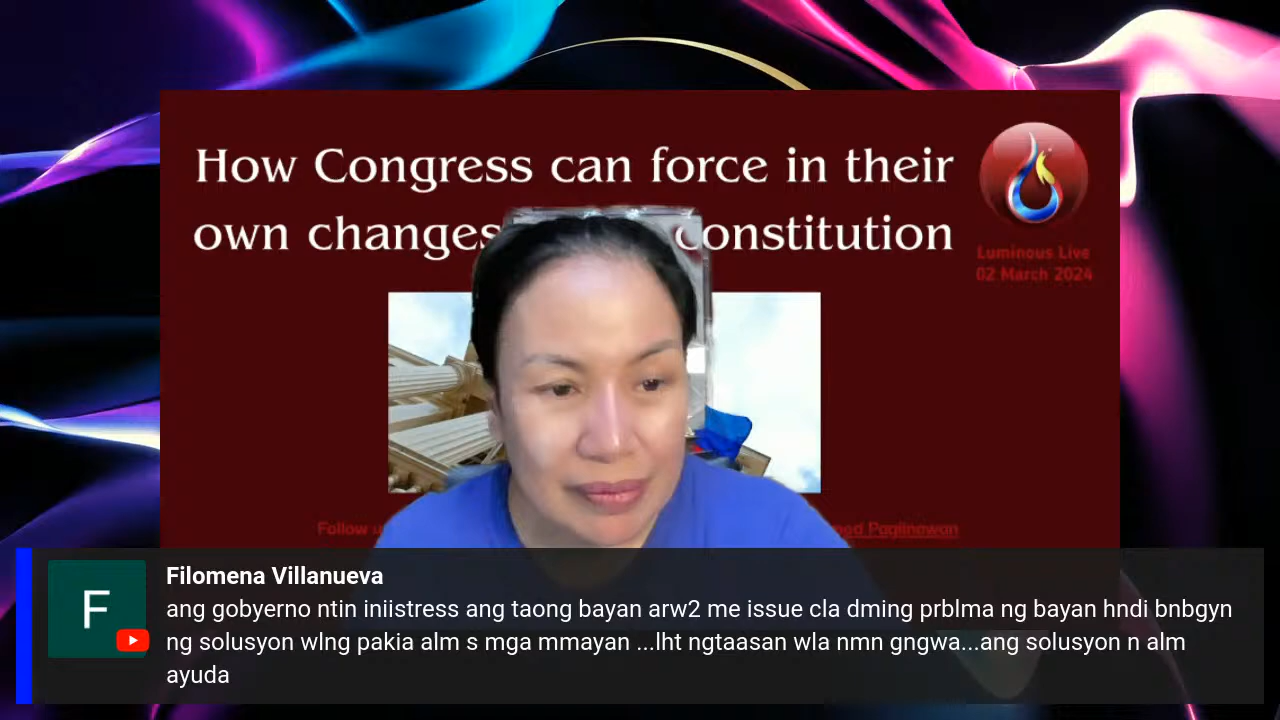 How Congress can force in their
own changes constitution
Luminous Live
02 March 2024
Follow
Paglinawan
F
Filomena Villanueva
ang gobyerno ntin iniistress ang taong bayan arw2 me issue cla dming prblma ng bayan hndi bnbgyn
ng solusyon wlng pakia alm s mga mmayan ...lht ngtaasan wla nmn gngwa...ang solusyon n alm
ayuda